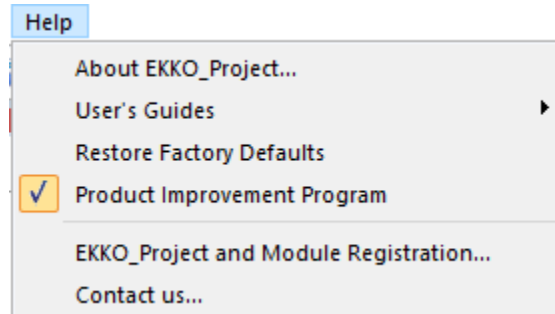 Help
About EKKO_Project...
User's Guides
Restore Factory Defaults
Product Improvement Program
EKKO_Project and Module Registration...
Contact us...